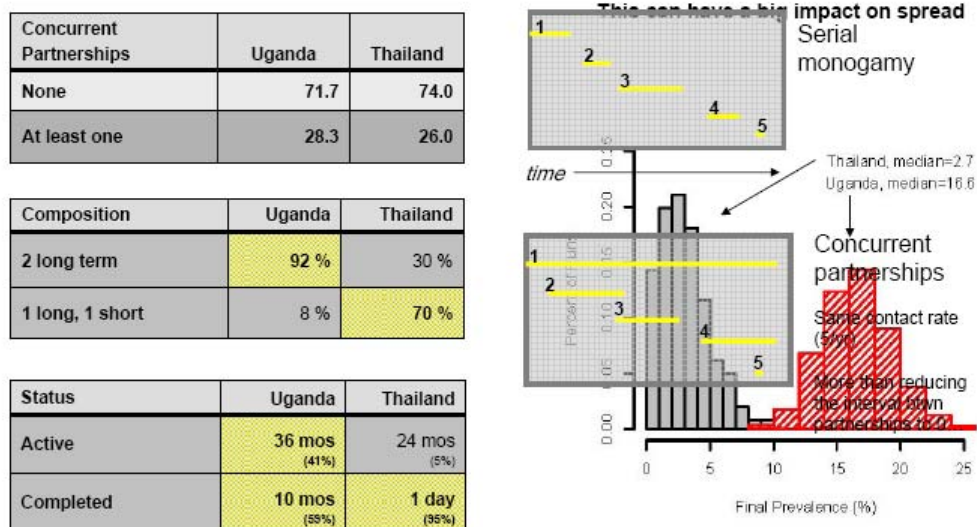 Concurrent
Partnerships Uganda Thailand
None 71.7 74.0
At least one 28.3 26.0
Composition Uganda Thailand
2 long term 92 % 30 %
1 long, 1 short 8 % 70 %
Status Uganda Thailand
Active 36 mos 24 mos
(41%) (5%)
Completed 10 mos 1 day
(59%) (95%)
This can have a big impact on spread
Serial
monogamy
1
2
3
4
5
time
Thailand, median=2.7
Uganda, median=16.6
Concurrent
partnerships
1
2
3
4
5
Same contact rate
(5/yr)
More than reducing
the interval btwn
partnerships to 0...
0.20
0.15
0.10
0.05
0.00
0 5 10 15 20 25
Final Prevalence (%)